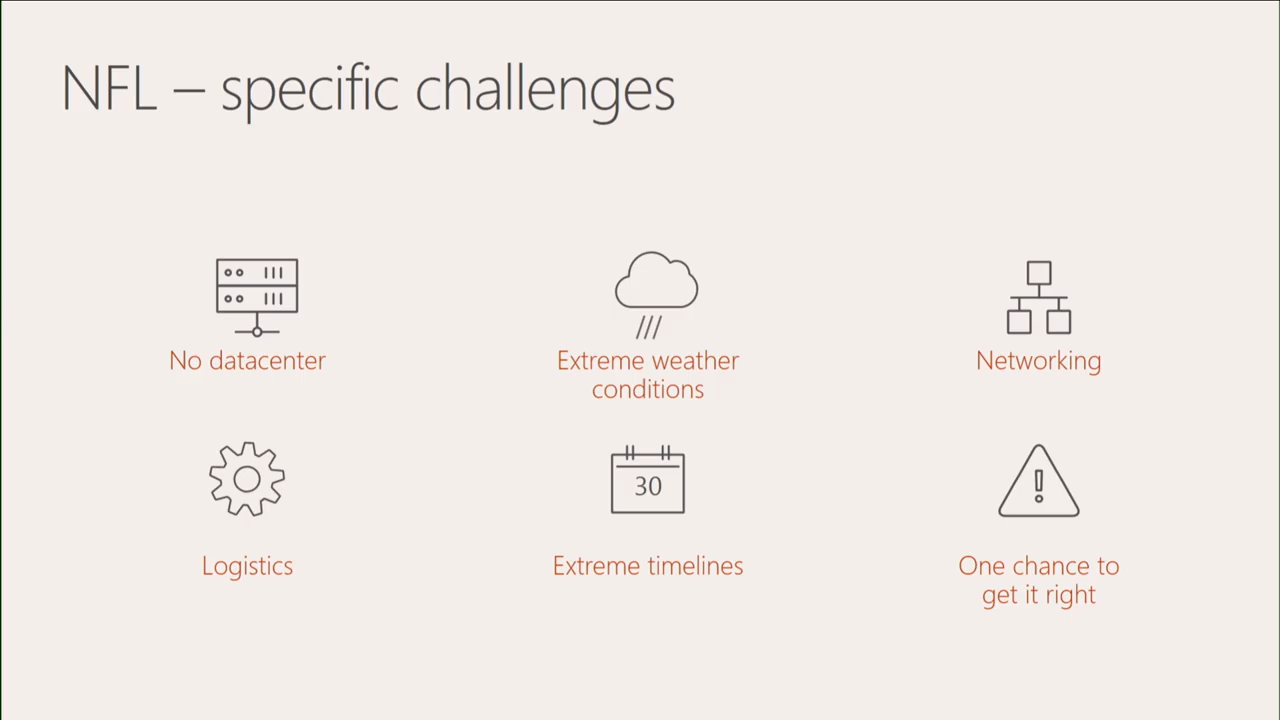 NFL – specific challenges
No datacenter
Extreme weather
conditions
Networking
30
Logistics
Extreme timelines
One chance to
get it right